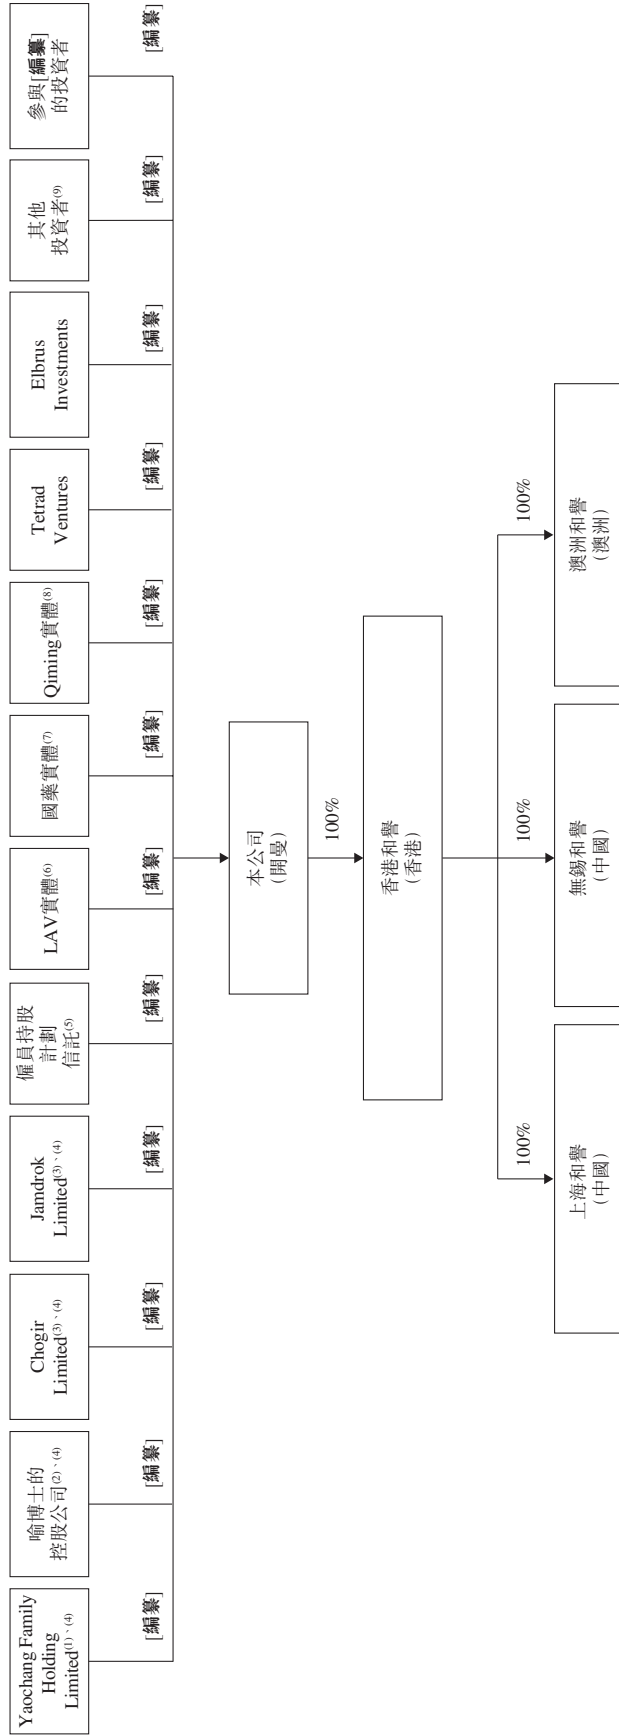 Yaochang Family
Holding
Limited(1)、(4)
喻博士的
控股公司(2)、(4)
Chogir
Limited(3)、(4)
Jamdrok
Limited(3)、(4)
僱員持股
計劃
信託(5)
LAV實體(6)
國藥實體(7)
Qiming實體(8)
Tetrad
Ventures
Elbrus
Investments
其他
投資者(9)
參與[編纂]
的投資者
[編纂]
[編纂]
[編纂]
[編纂]
[編纂]
[編纂]
[編纂]
[編纂]
[編纂]
[編纂]
[編纂]
[編纂]
本公司
(開曼)
100%
香港和譽
(香港)
100%
100%
100%
上海和譽
(中國)
無錫和譽
(中國)
澳洲和譽
(澳洲)